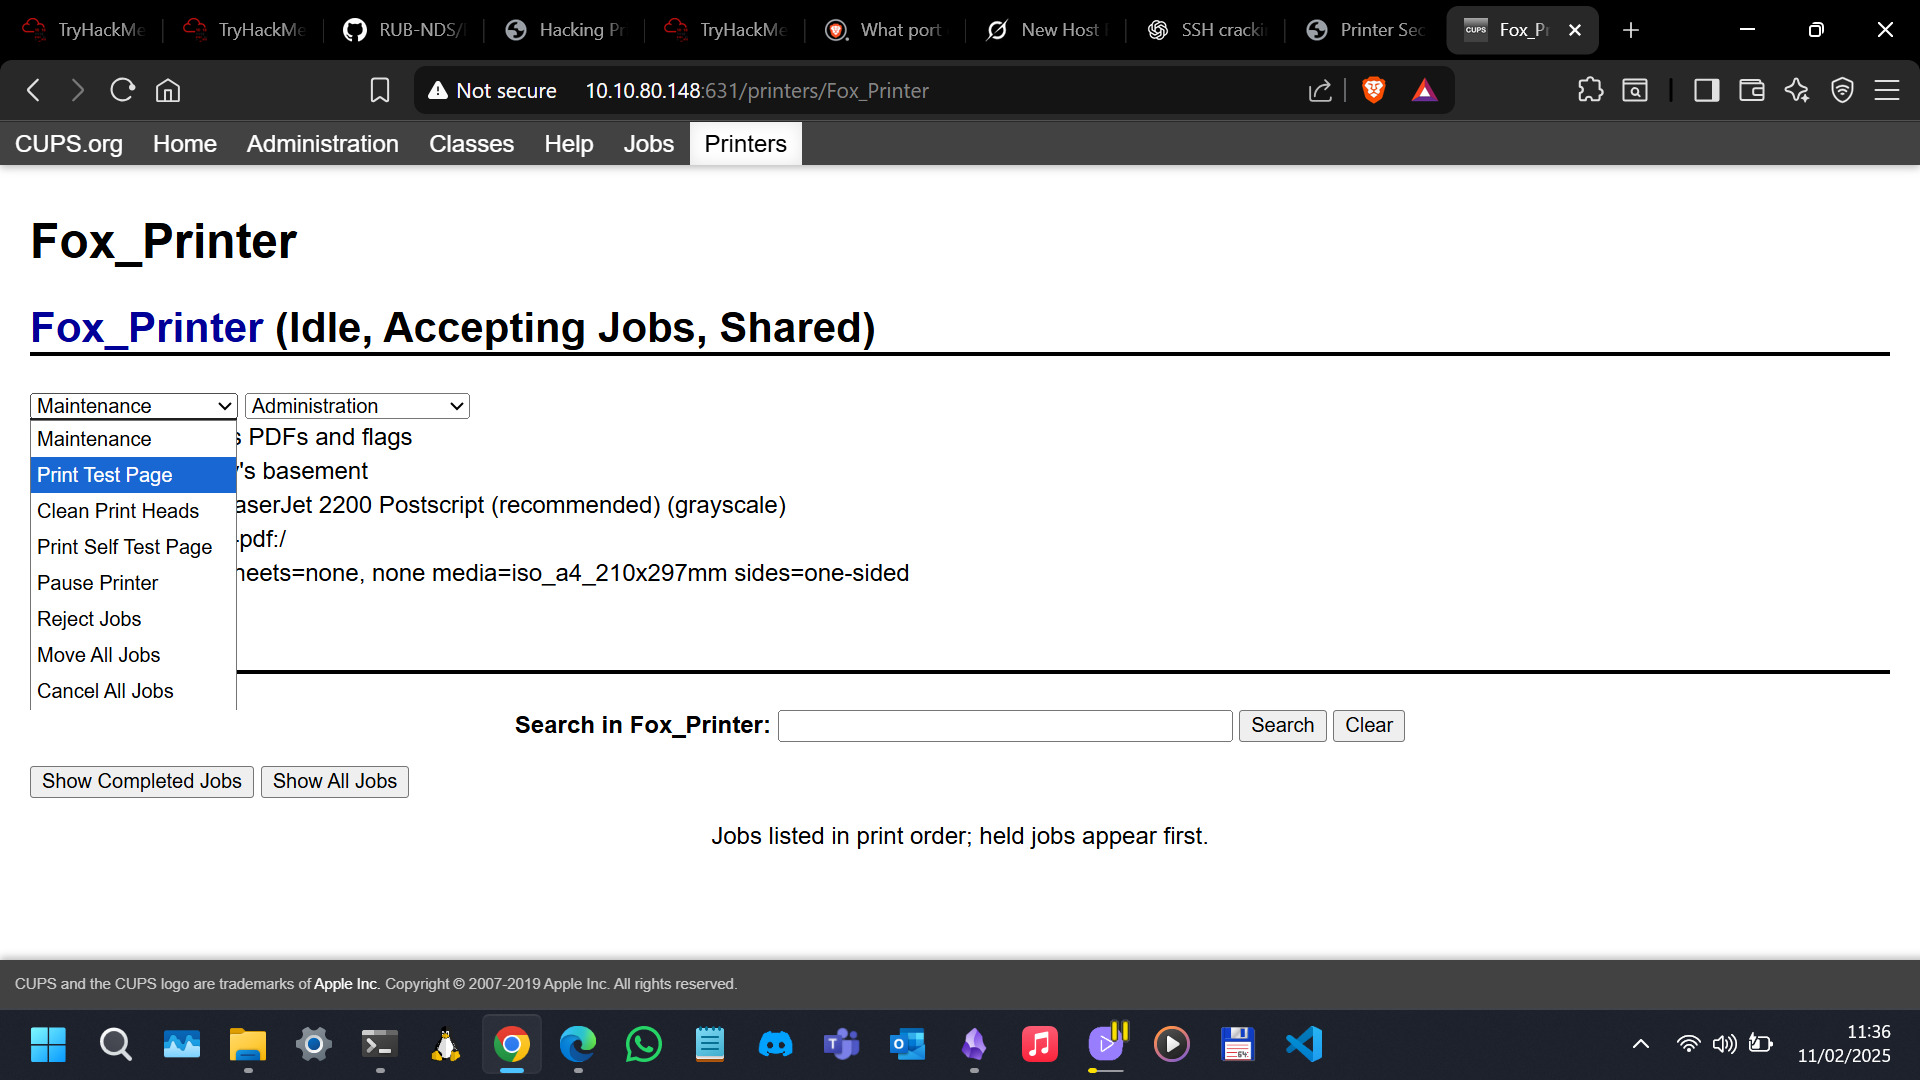 TryHackMe
TryHackMe
RUB-NDS/
Hacking Pr
TryHackMe
What port
New Host
SSH cracki
Printer Sec
CUPS
Fox_Pr
Not secure
10.10.80.148:631/printers/Fox_Printer
CUPS.org Home Administration Classes Help Jobs Printers
Fox_Printer
Fox_Printer (Idle, Accepting Jobs, Shared)
Maintenance
Administration
Maintenance
Print Test Page
Clean Print Heads
Print Self Test Page
Pause Printer
Reject Jobs
Move All Jobs
Cancel All Jobs
PDFs and flags
's basement
aserJet 2200 Postscript (recommended) (grayscale)
-pdf:/
heets=none, none media=iso_a4_210x297mm sides=one-sided
Search in Fox_Printer:
Search
Clear
Show Completed Jobs
Show All Jobs
Jobs listed in print order; held jobs appear first.
CUPS and the CUPS logo are trademarks of Apple Inc. Copyright © 2007-2019 Apple Inc. All rights reserved.
11:36
11/02/2025